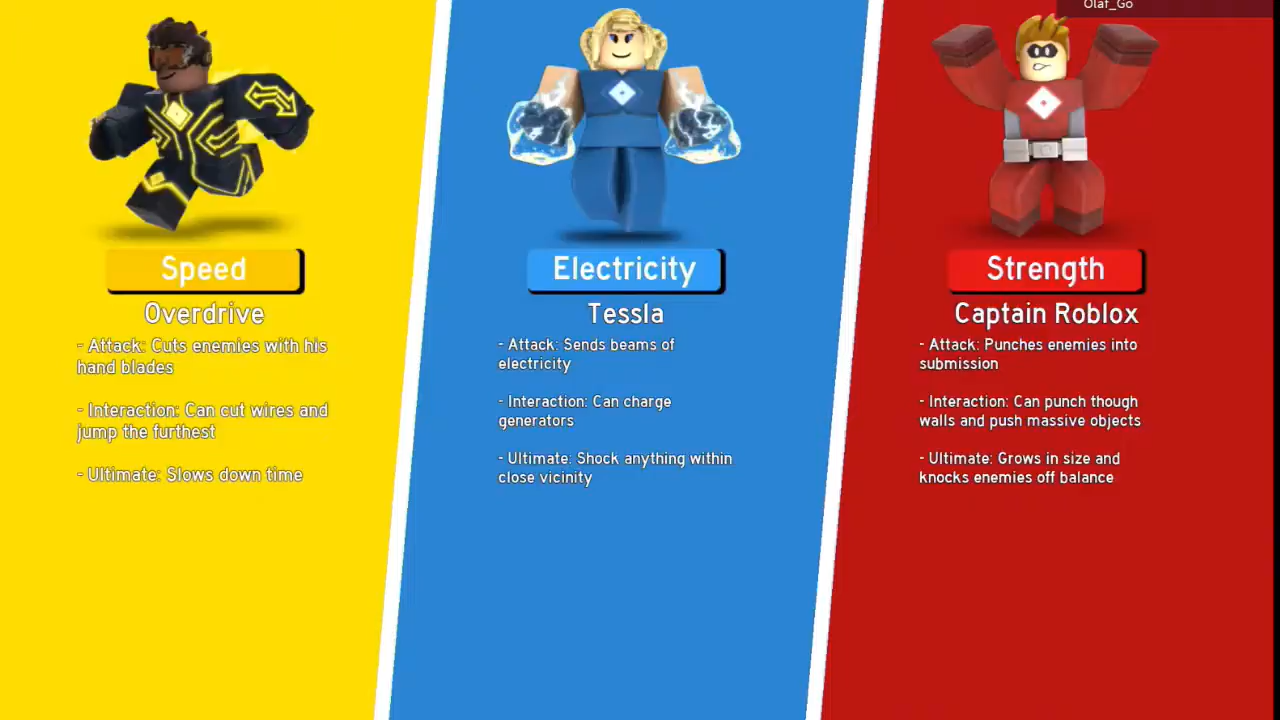 Olaf_Go
Speed
Overdrive
- Attack: Cuts enemies with his
hand blades
- Interaction: Can cut wires and
jump the furthest
- Ultimate: Slows down time
Electricity
Tessla
- Attack: Sends beams of
electricity
- Interaction: Can charge
generators
- Ultimate: Shock anything within
close vicinity
Strength
Captain Roblox
- Attack: Punches enemies into
submission
- Interaction: Can punch though
walls and push massive objects
- Ultimate: Grows in size and
knocks enemies off balance